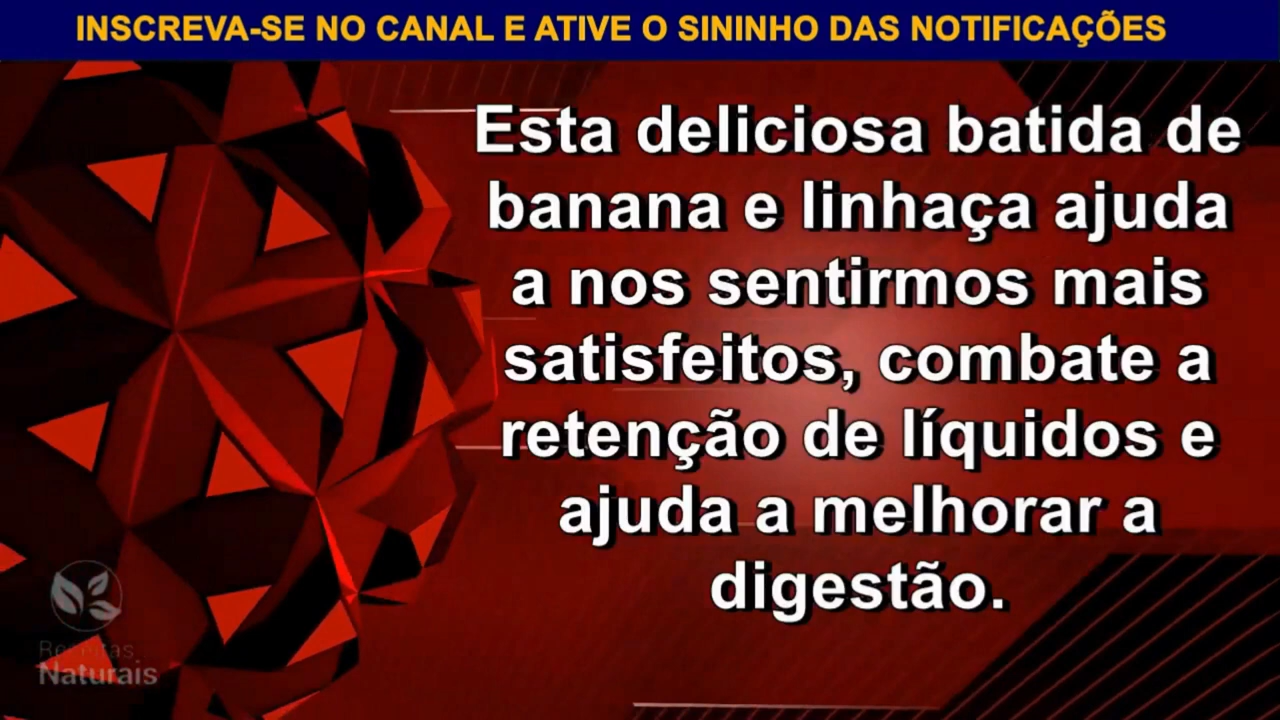 INSCREVA-SE NO CANAL E ATIVE O SININHO DAS NOTIFICAÇÕES
Esta deliciosa batida de
banana e linhaça ajuda
a nos sentirmos mais
satisfeitos, combate a
retenção de líquidos e
ajuda a melhorar a
digestão.
Receitas
Naturais